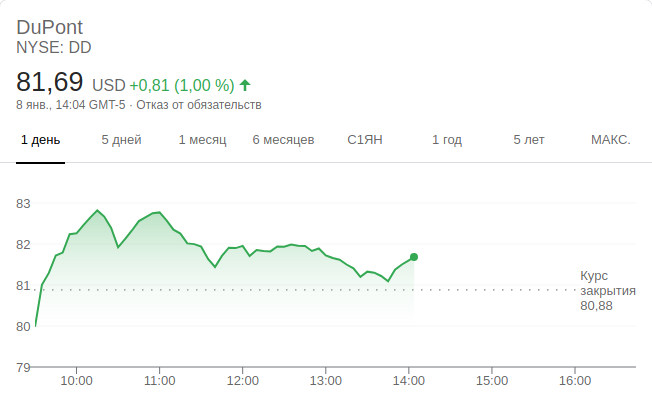 DuPont
NYSE: DD
81,69 USD +0,81 (1,00 %)
8 янв., 14:04 GMT-5 · Отказ от обязательств
1 день 5 дней 1 месяц 6 месяцев С1ЯН 1 год 5 лет МАКС.
83
82
81
80
79
Курс
закрытия
80,88
10:00 11:00 12:00 13:00 14:00 15:00 16:00